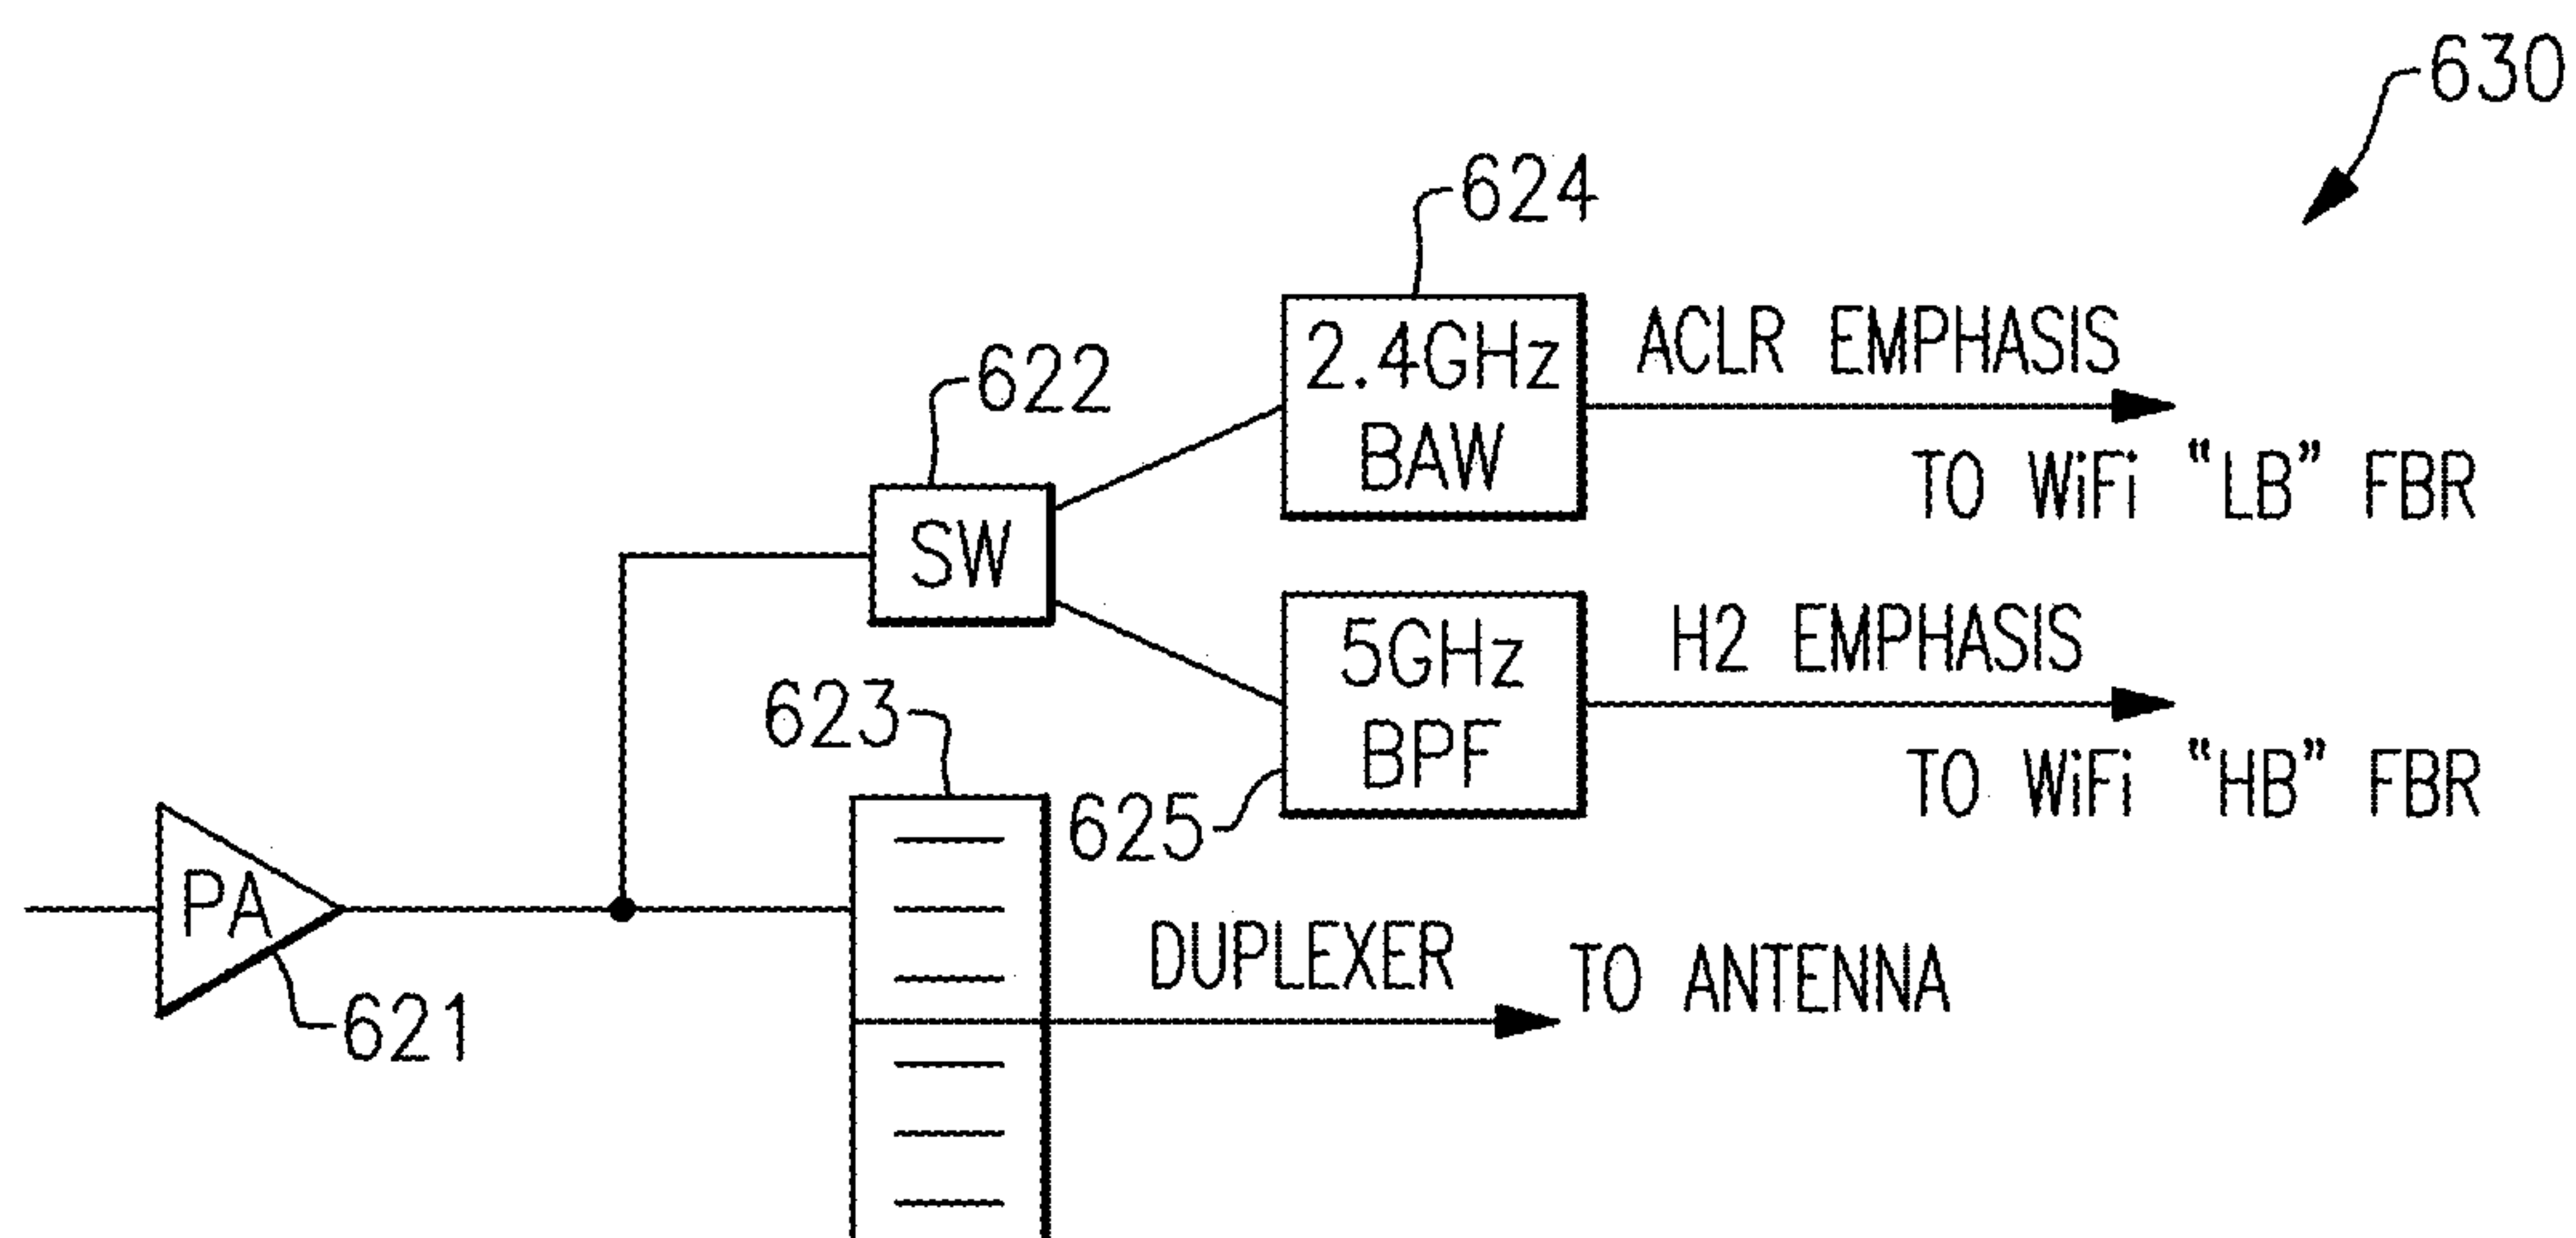 630
624
2.4GHz
BAW
ACLR EMPHASIS
TO WiFi "LB" FBR
622
SW
5GHz
BPF
625
H2 EMPHASIS
TO WiFi "HB" FBR
623
PA
621
DUPLEXER
TO ANTENNA